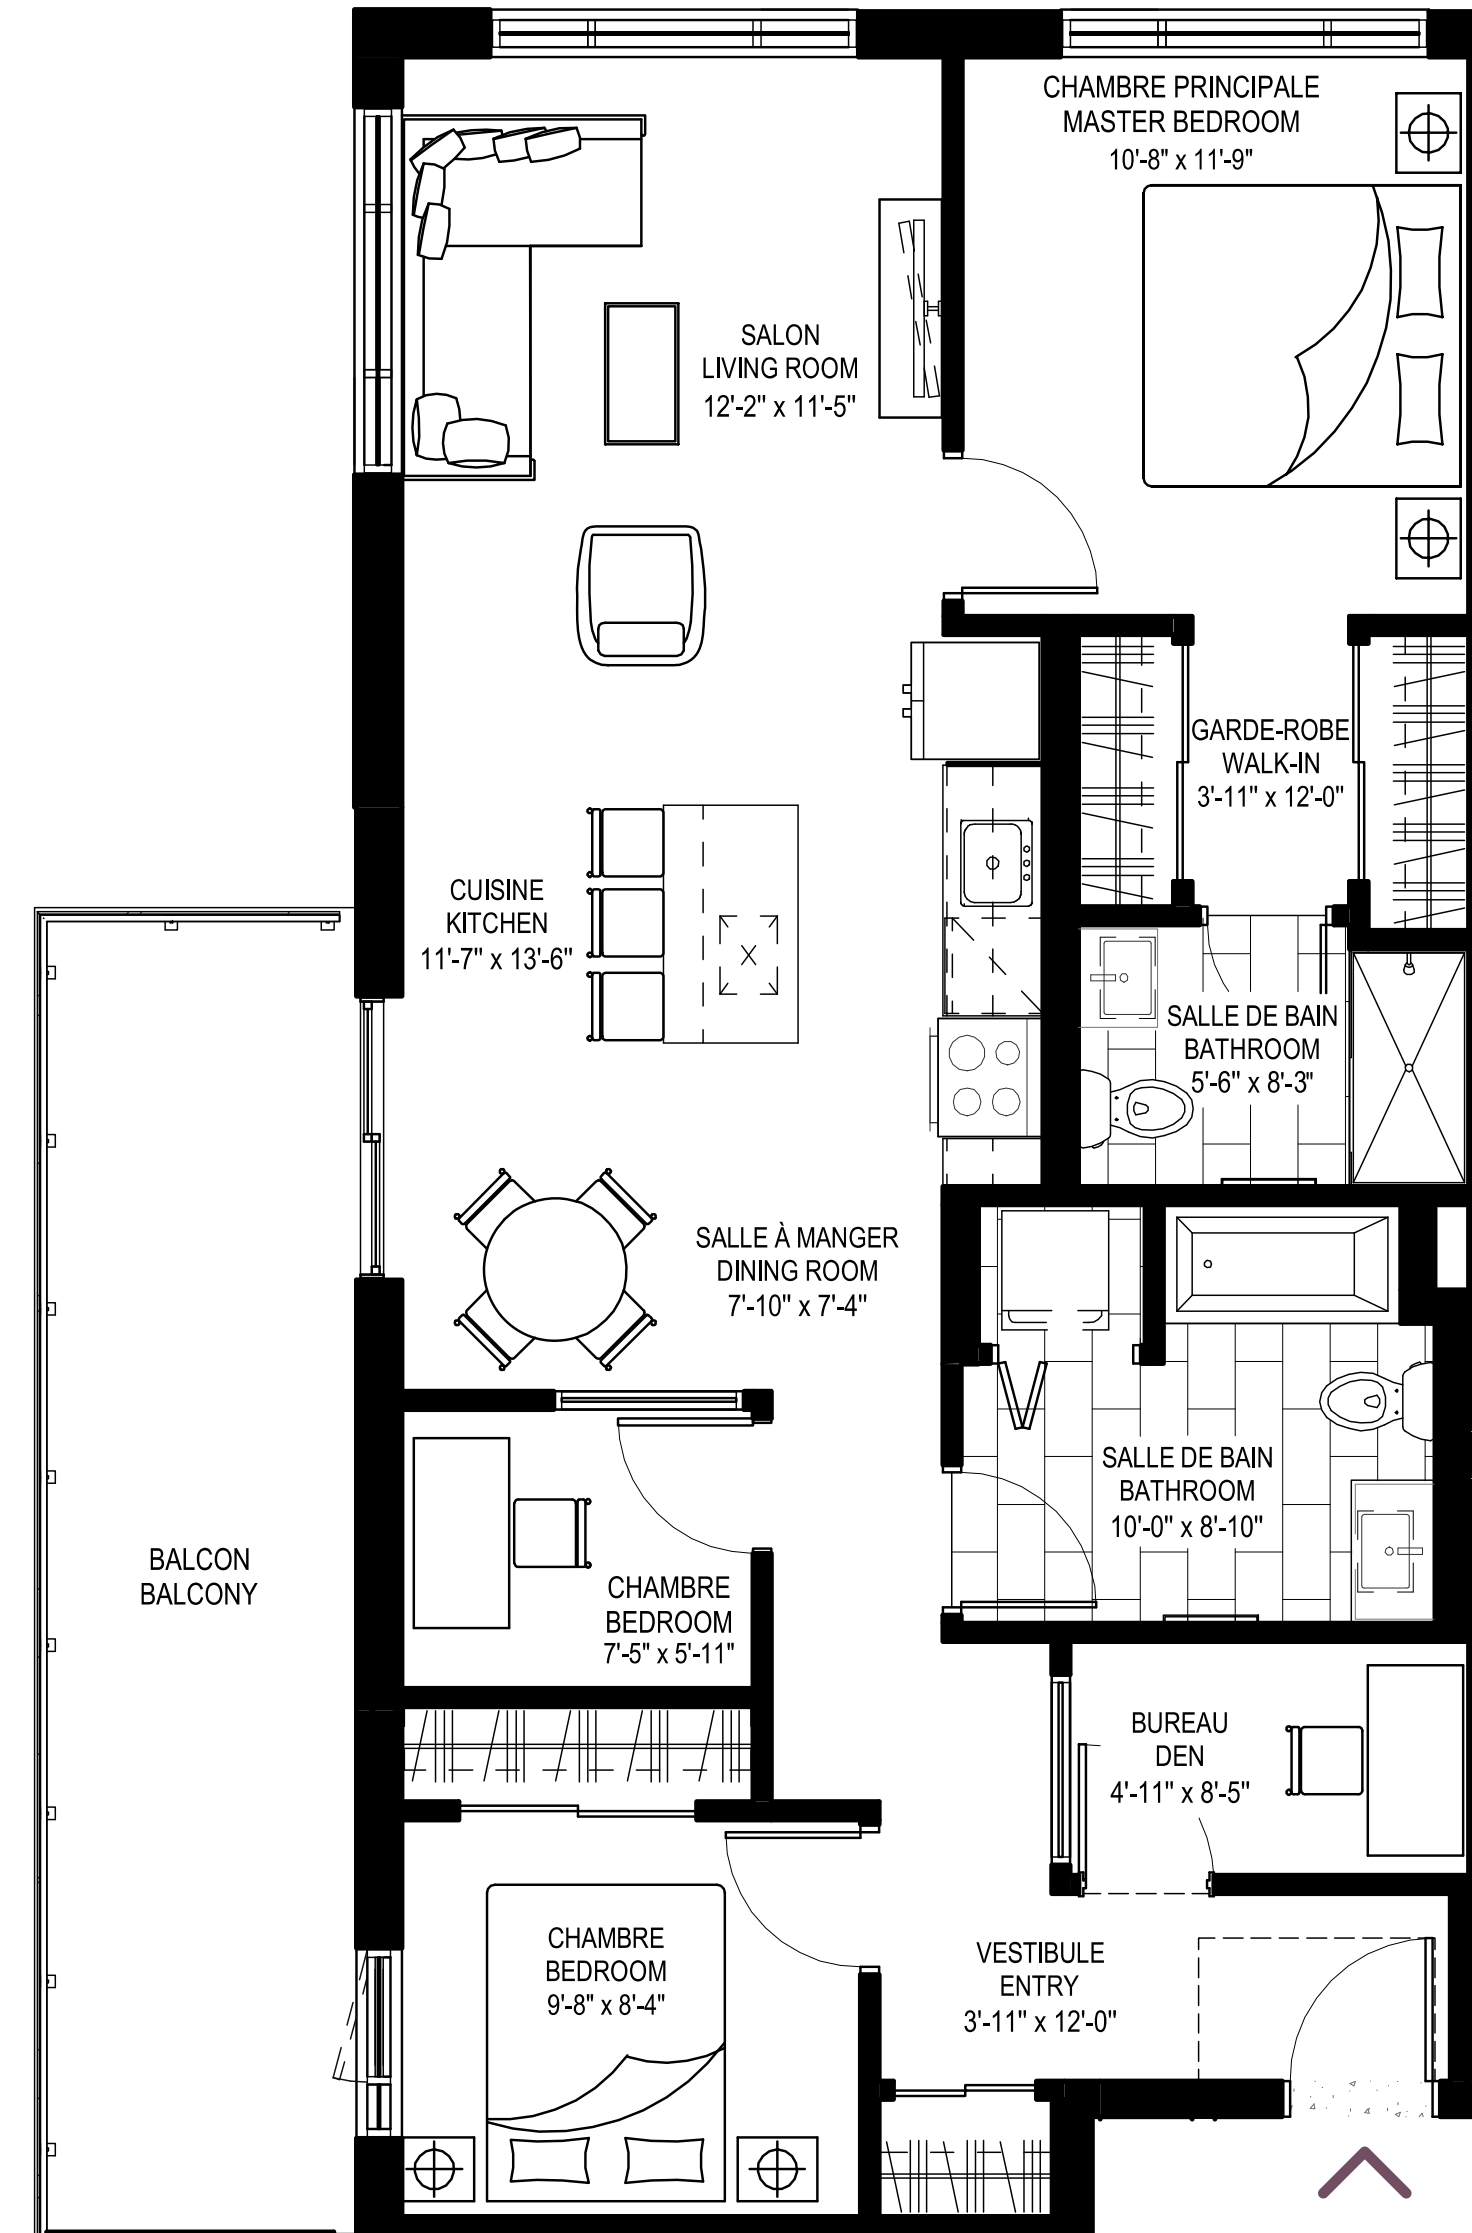 CHAMBRE PRINCIPALE
MASTER BEDROOM
10'-8" x 11'-9"
SALON
LIVING ROOM
12'-2" x 11'-5"
GARDE-ROBE
WALK-IN
3'-11" x 12'-0"
CUISINE
KITCHEN
11'-7" x 13'-6"
SALLE DE BAIN
BATHROOM
5'-6" x 8'-3"
SALLE À MANGER
DINING ROOM
7'-10" x 7'-4"
SALLE DE BAIN
BATHROOM
10'-0" x 8'-10"
BALCON
BALCONY
CHAMBRE
BEDROOM
7'-5" x 5'-11"
BUREAU
DEN
4'-11" x 8'-5"
CHAMBRE
BEDROOM
9'-8" x 8'-4"
VESTIBULE
ENTRY
3'-11" x 12'-0"